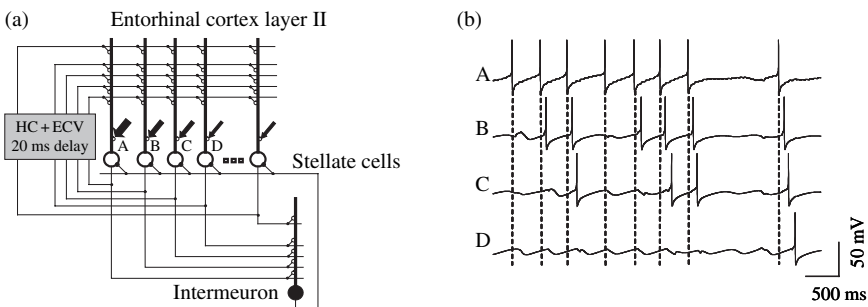 (a)
Entorhinal cortex layer II
HC + ECV
20 ms delay
A
B
C
D
Stellate cells
Intermeuron
(b)
A
B
C
D
50 mV
500 ms